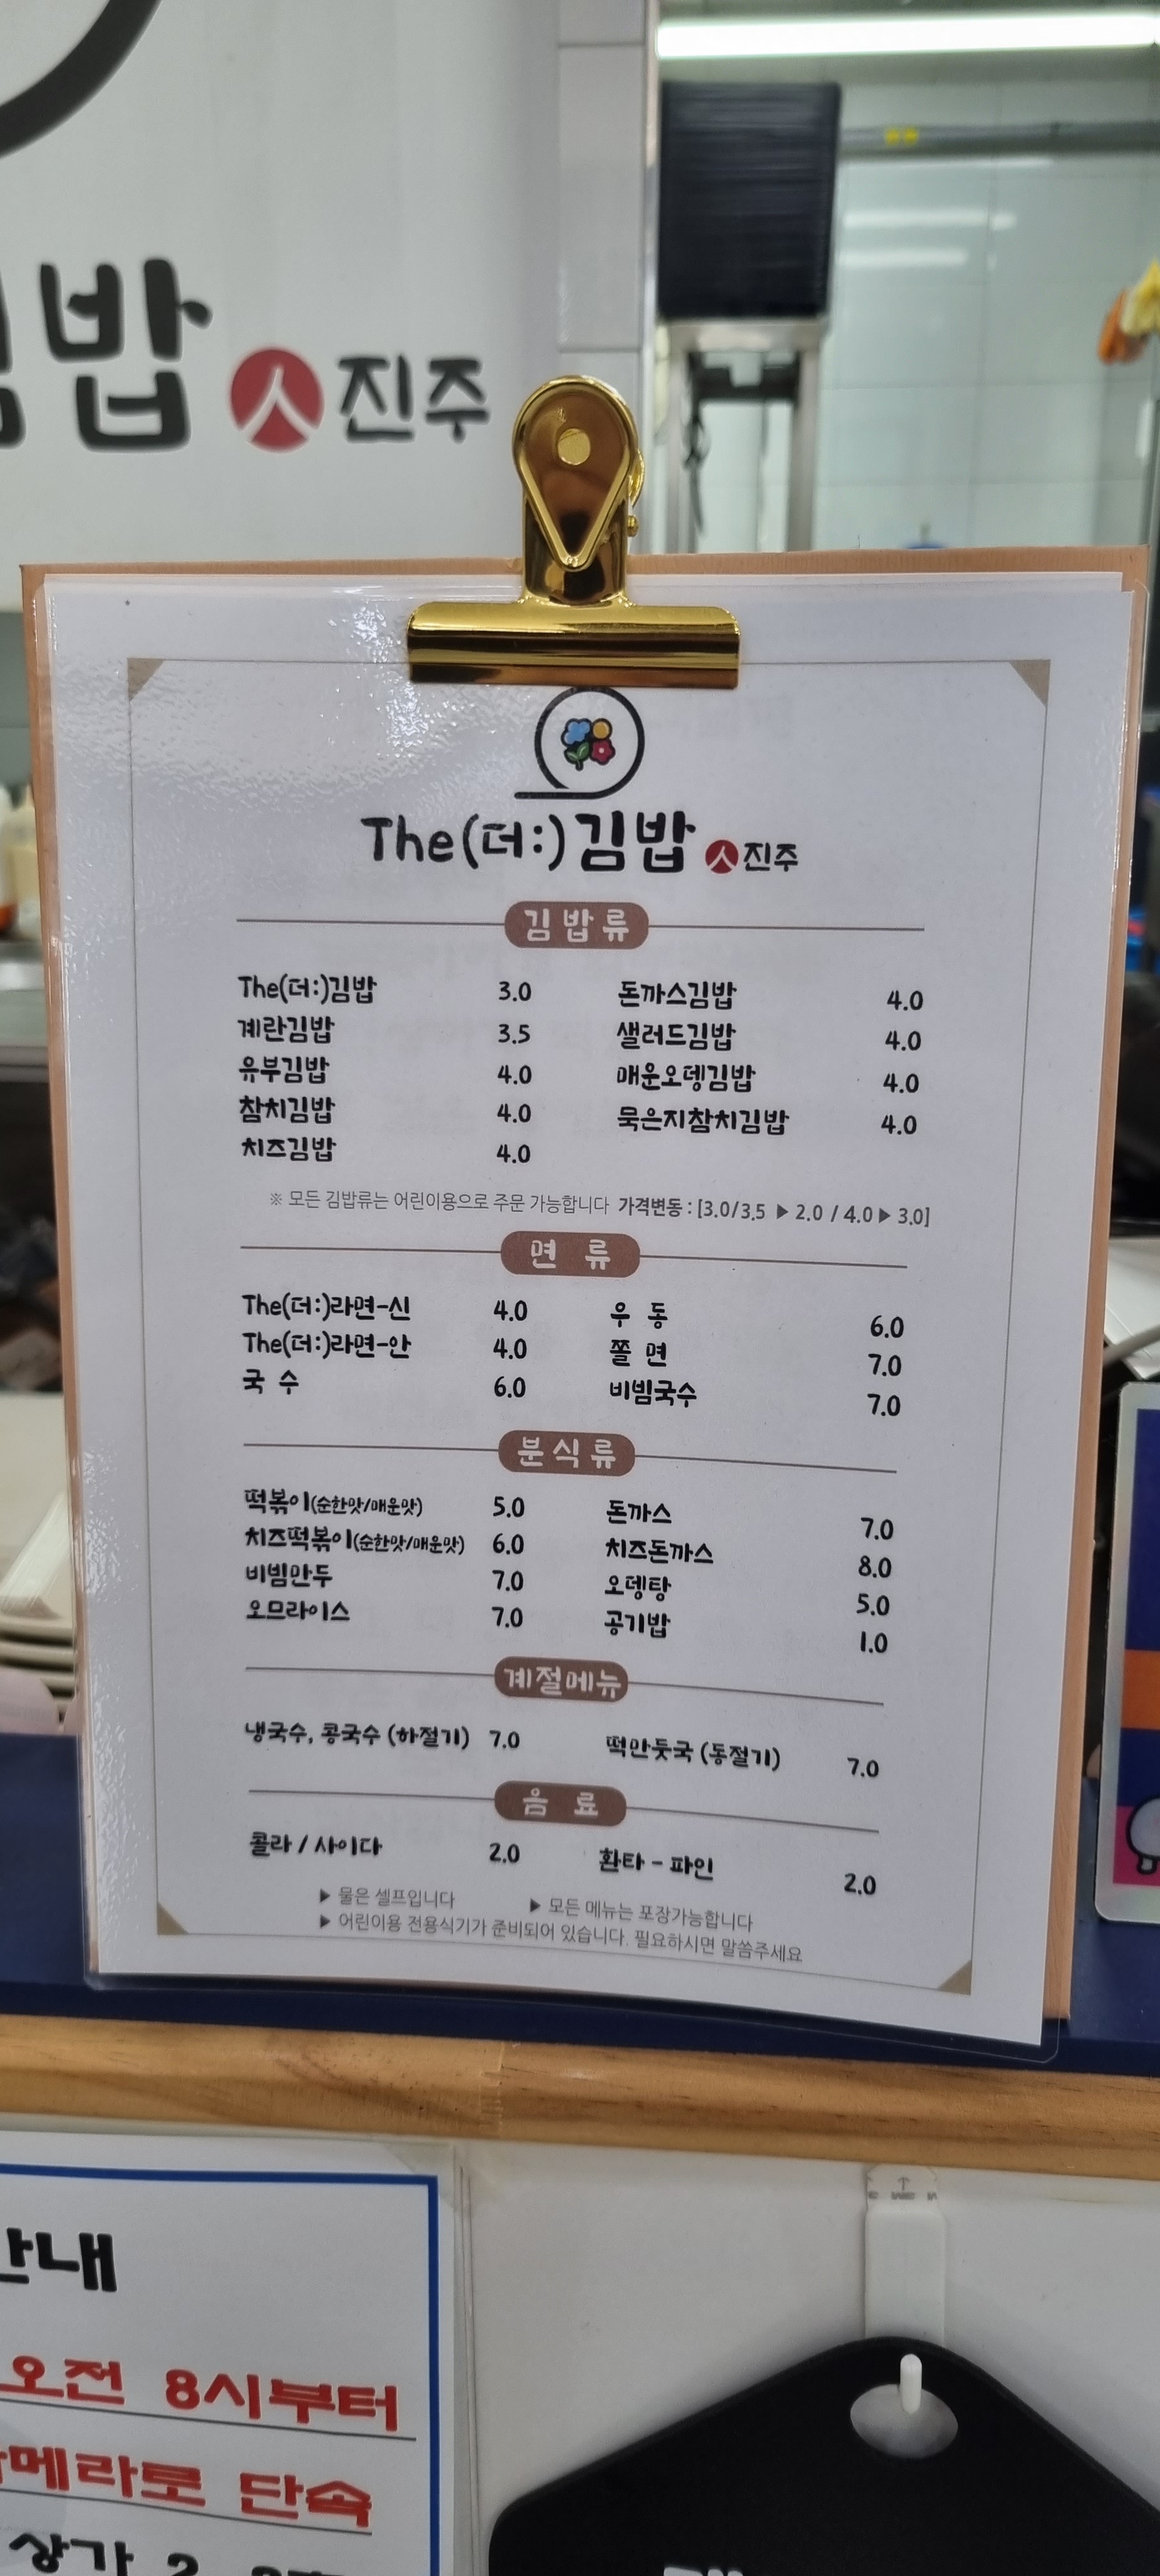 김밥 人 진주
The(더:)김밥 人 진주
김밥류
The(더:)김밥 3.0 돈까스김밥 4.0
계란김밥 3.5 샐러드김밥 4.0
유부김밥 4.0 매운오뎅김밥 4.0
참치김밥 4.0 묵은지참치김밥 4.0
치즈김밥 4.0
※ 모든 김밥류는 어린이용으로 주문 가능합니다 가격변동 : [3.0/3.5 ▶ 2.0 / 4.0 ▶ 3.0]
면 류
The(더:)라면-신 4.0 우 동 6.0
The(더:)라면-안 4.0 쫄 면 7.0
국 수 6.0 비빔국수 7.0
분식류
떡볶이(순한맛/매운맛) 5.0 돈까스 7.0
치즈떡볶이(순한맛/매운맛) 6.0 치즈돈까스 8.0
비빔만두 7.0 오뎅탕 5.0
오므라이스 7.0 공기밥 1.0
계절메뉴
냉국수, 콩국수 (하절기) 7.0 떡만둣국 (동절기) 7.0
음 료
콜라 / 사이다 2.0 환타 - 파인 2.0
▶ 물은 셀프입니다 ▶ 모든 메뉴는 포장가능합니다
▶ 어린이용 전용식기가 준비되어 있습니다. 필요하시면 말씀주세요
안내
오전 8시부터
메라로 단속
상가 2